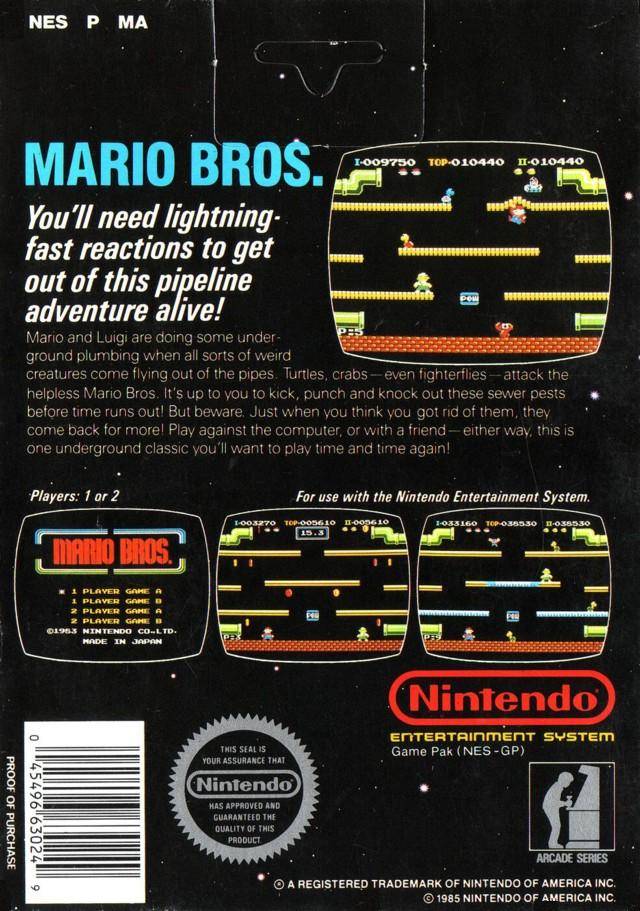 NES P MA
MARIO BROS.
You'll need lightning-
fast reactions to get
out of this pipeline
adventure alive!
Mario and Luigi are doing some under-
ground plumbing when all sorts of weird
creatures come flying out of the pipes. Turtles, crabs — even fighterflies — attack the
helpless Mario Bros. It's up to you to kick, punch and knock out these sewer pests
before time runs out! But beware. Just when you think you got rid of them, they
come back for more! Play against the computer, or with a friend — either way, this is
one underground classic you'll want to play time and time again!
I-009750 TOP-010440 II-010440
POW
P=5
Players: 1 or 2
For use with the Nintendo Entertainment System.
MARIO BROS.
1 PLAYER GAME A
1 PLAYER GAME B
2 PLAYER GAME A
2 PLAYER GAME B
©1983 NINTENDO CO.,LTD.
MADE IN JAPAN
I-003270 TOP-005610 II-005610
15.3
POW
P=3
I-033160 TOP-038530 II-038530
POW
P=9
Nintendo®
ENTERTAINMENT SYSTEM
Game Pak (NES-GP)
PROOF OF PURCHASE
0 45496 63024 9
THIS SEAL IS
YOUR ASSURANCE THAT
Nintendo®
HAS APPROVED AND
GUARANTEED THE
QUALITY OF THIS
PRODUCT.
ARCADE SERIES
® A REGISTERED TRADEMARK OF NINTENDO OF AMERICA INC.
© 1985 NINTENDO OF AMERICA INC.